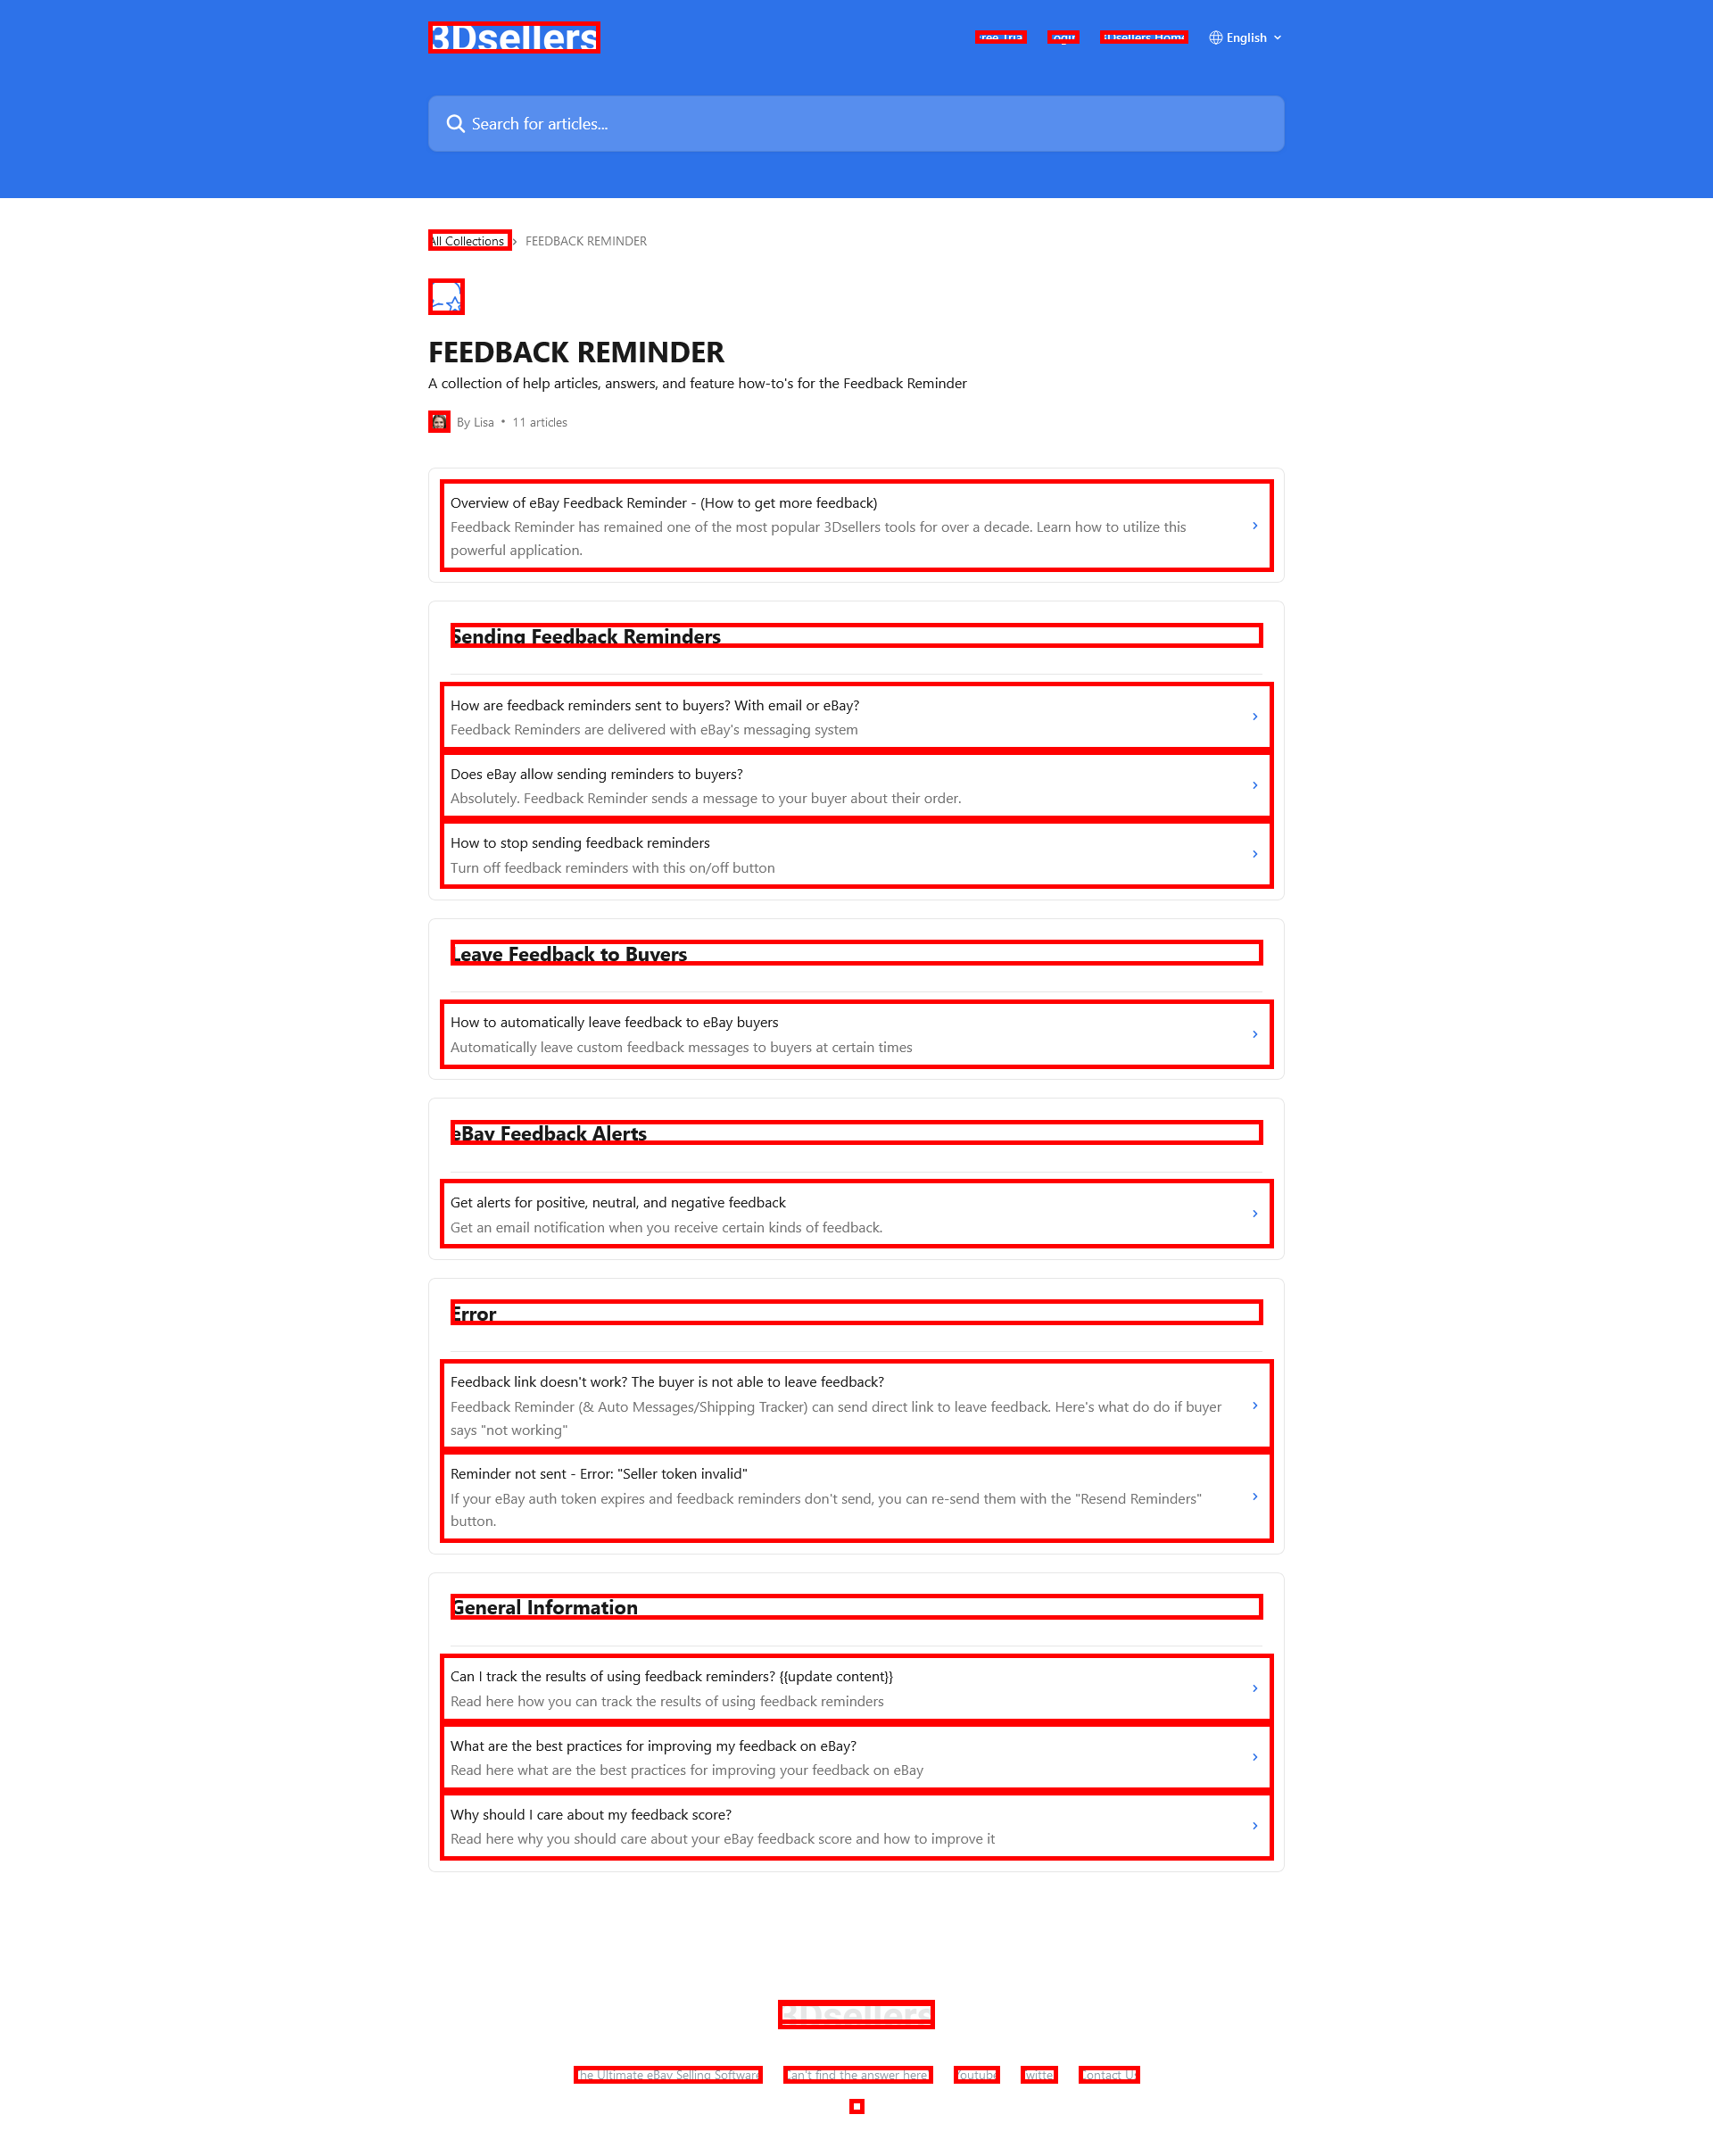 3Dsellers
Free Trial
Login
3Dsellers Home
English
Search for articles...
All Collections
FEEDBACK REMINDER
FEEDBACK REMINDER
A collection of help articles, answers, and feature how-to's for the Feedback Reminder
By Lisa • 11 articles
Overview of eBay Feedback Reminder - (How to get more feedback)
Feedback Reminder has remained one of the most popular 3Dsellers tools for over a decade. Learn how to utilize this
powerful application.
Sending Feedback Reminders
How are feedback reminders sent to buyers? With email or eBay?
Feedback Reminders are delivered with eBay's messaging system
Does eBay allow sending reminders to buyers?
Absolutely. Feedback Reminder sends a message to your buyer about their order.
How to stop sending feedback reminders
Turn off feedback reminders with this on/off button
Leave Feedback to Buyers
How to automatically leave feedback to eBay buyers
Automatically leave custom feedback messages to buyers at certain times
eBay Feedback Alerts
Get alerts for positive, neutral, and negative feedback
Get an email notification when you receive certain kinds of feedback.
Error
Feedback link doesn't work? The buyer is not able to leave feedback?
Feedback Reminder (& Auto Messages/Shipping Tracker) can send direct link to leave feedback. Here's what do do if buyer
says "not working"
Reminder not sent - Error: "Seller token invalid"
If your eBay auth token expires and feedback reminders don't send, you can re-send them with the "Resend Reminders"
button.
General Information
Can I track the results of using feedback reminders? {{update content}}
Read here how you can track the results of using feedback reminders
What are the best practices for improving my feedback on eBay?
Read here what are the best practices for improving your feedback on eBay
Why should I care about my feedback score?
Read here why you should care about your eBay feedback score and how to improve it
3Dsellers
The Ultimate eBay Selling Software
Can't find the answer here
Youtube
Twitter
Contact Us